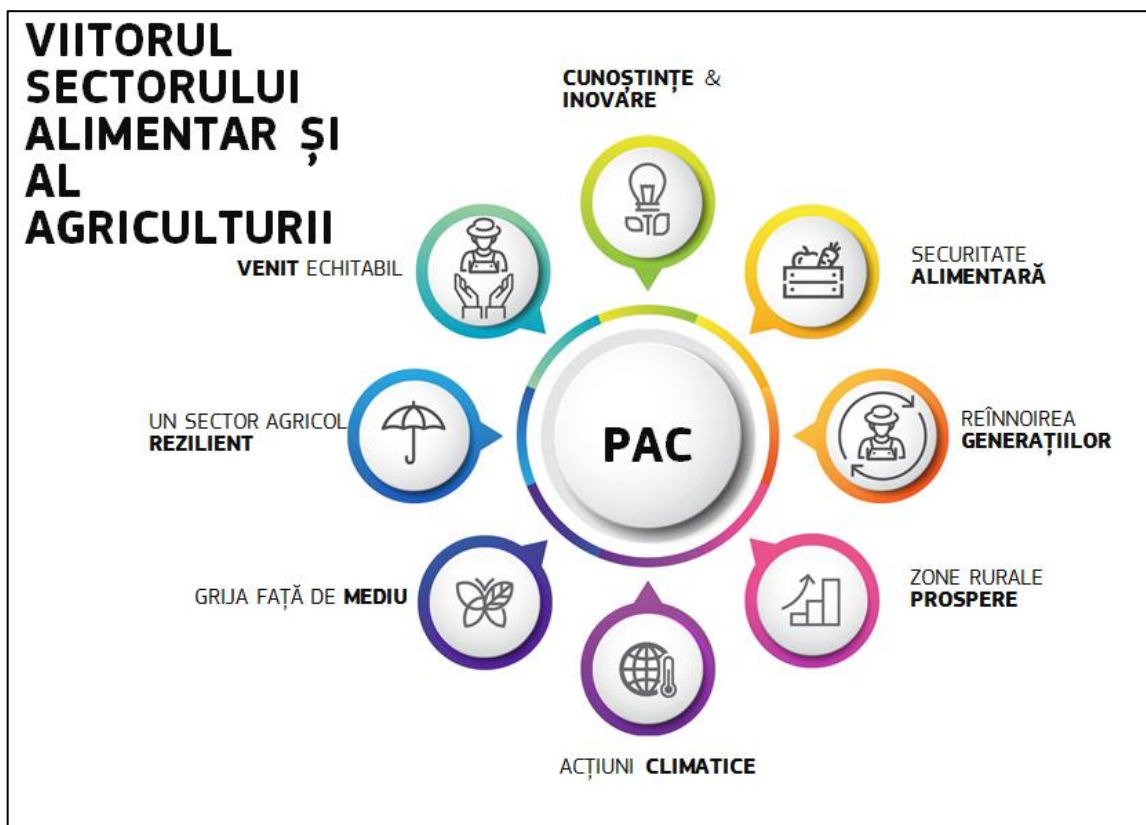 VIITORUL
SECTORULUI
ALIMENTAR ȘI
AL
AGRICULTURII
CUNOȘTINȚE &
INOVARE
SECURITATE
ALIMENTARĂ
REÎNNOIREA
GENERAȚIILOR
ZONE RURALE
PROSPERE
ACȚIUNI CLIMATICE
GRIJA FAȚĂ DE MEDIU
UN SECTOR AGRICOL
REZILIENT
VENIT ECHITABIL
PAC